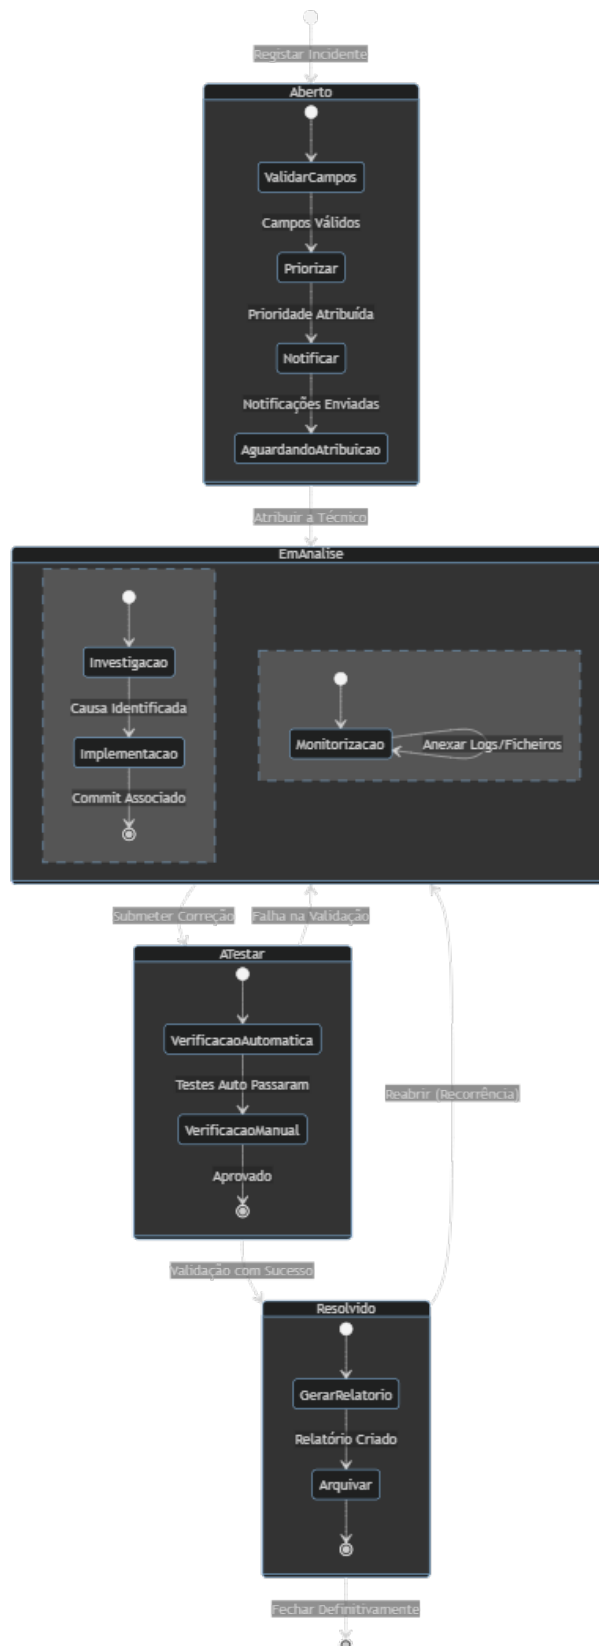 Registar Incidente
Aberto
ValidarCampos
Campos Válidos
Priorizar
Prioridade Atribuída
Notificar
Notificações Enviadas
AguardandoAtribuicao
Atribuir a Técnico
EmAnalise
Investigacao
Causa Identificada
Implementacao
Commit Associado
Monitorizacao
Anexar Logs/Ficheiros
Submeter Correção
Falha na Validação
ATestar
VerificacaoAutomatica
Testes Auto Passaram
VerificacaoManual
Aprovado
Reabrir (Recorrência)
Validação com Sucesso
Resolvido
GerarRelatorio
Relatório Criado
Arquivar
Fechar Definitivamente